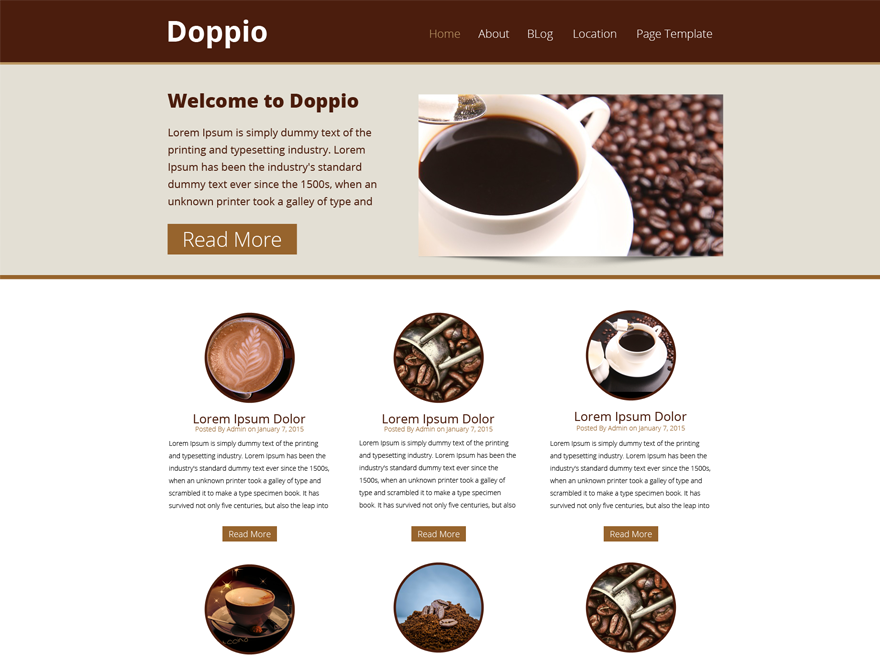 Doppio
Home About BLog Location Page Template
Welcome to Doppio
Lorem Ipsum is simply dummy text of the
printing and typesetting industry. Lorem
Ipsum has been the industry's standard
dummy text ever since the 1500s, when an
unknown printer took a galley of type and
Read More
Lorem Ipsum Dolor
Posted By Admin on January 7, 2015
Lorem Ipsum is simply dummy text of the printing
and typesetting industry. Lorem Ipsum has been the
industry's standard dummy text ever since the 1500s,
when an unknown printer took a galley of type and
scrambled it to make a type specimen book. It has
survived not only five centuries, but also the leap into
Read More
Lorem Ipsum Dolor
Posted By Admin on January 7, 2015
Lorem Ipsum is simply dummy text of the printing
and typesetting industry. Lorem Ipsum has been the
industry's standard dummy text ever since the
1500s, when an unknown printer took a galley of
type and scrambled it to make a type specimen
book. It has survived not only five centuries, but also
Read More
Lorem Ipsum Dolor
Posted By Admin on January 7, 2015
Lorem Ipsum is simply dummy text of the printing
and typesetting industry. Lorem Ipsum has been the
industry's standard dummy text ever since the 1500s,
when an unknown printer took a galley of type and
scrambled it to make a type specimen book. It has
survived not only five centuries, but also the leap into
Read More